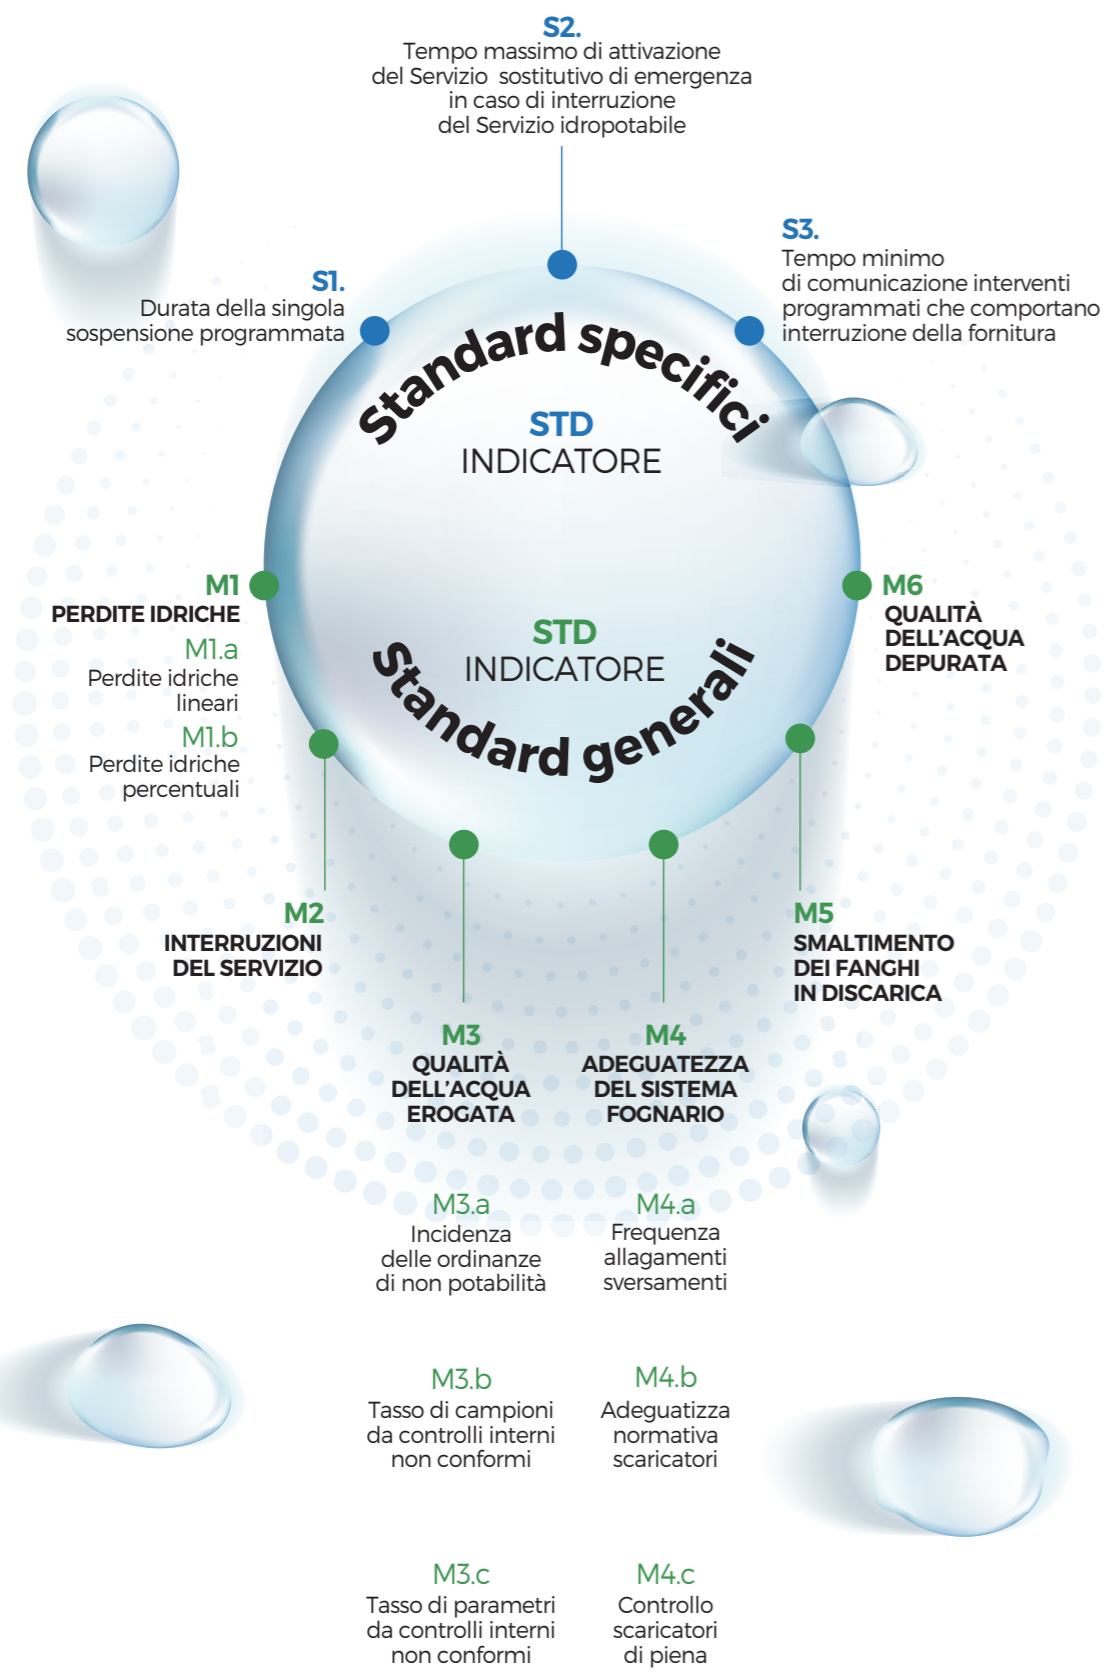 S2.
Tempo massimo di attivazione
del Servizio sostitutivo di emergenza
in caso di interruzione
del Servizio idropotabile
S1.
Durata della singola
sospensione programmata
S3.
Tempo minimo
di comunicazione interventi
programmati che comportano
interruzione della fornitura
Standard specifici
STD
INDICATORE
STD
INDICATORE
Standard generali
M1
PERDITE IDRICHE
M1.a
Perdite idriche
lineari
M1.b
Perdite idriche
percentuali
M6
QUALITÀ
DELL'ACQUA
DEPURATA
M2
INTERRUZIONI
DEL SERVIZIO
M5
SMALTIMENTO
DEI FANGHI
IN DISCARICA
M3
QUALITÀ
DELL'ACQUA
EROGATA
M4
ADEGUATEZZA
DEL SISTEMA
FOGNARIO
M3.a
Incidenza
delle ordinanze
di non potabilità
M4.a
Frequenza
allagamenti
sversamenti
M3.b
Tasso di campioni
da controlli interni
non conformi
M4.b
Adeguatizza
normativa
scaricatori
M3.c
Tasso di parametri
da controlli interni
non conformi
M4.c
Controllo
scaricatori
di piena